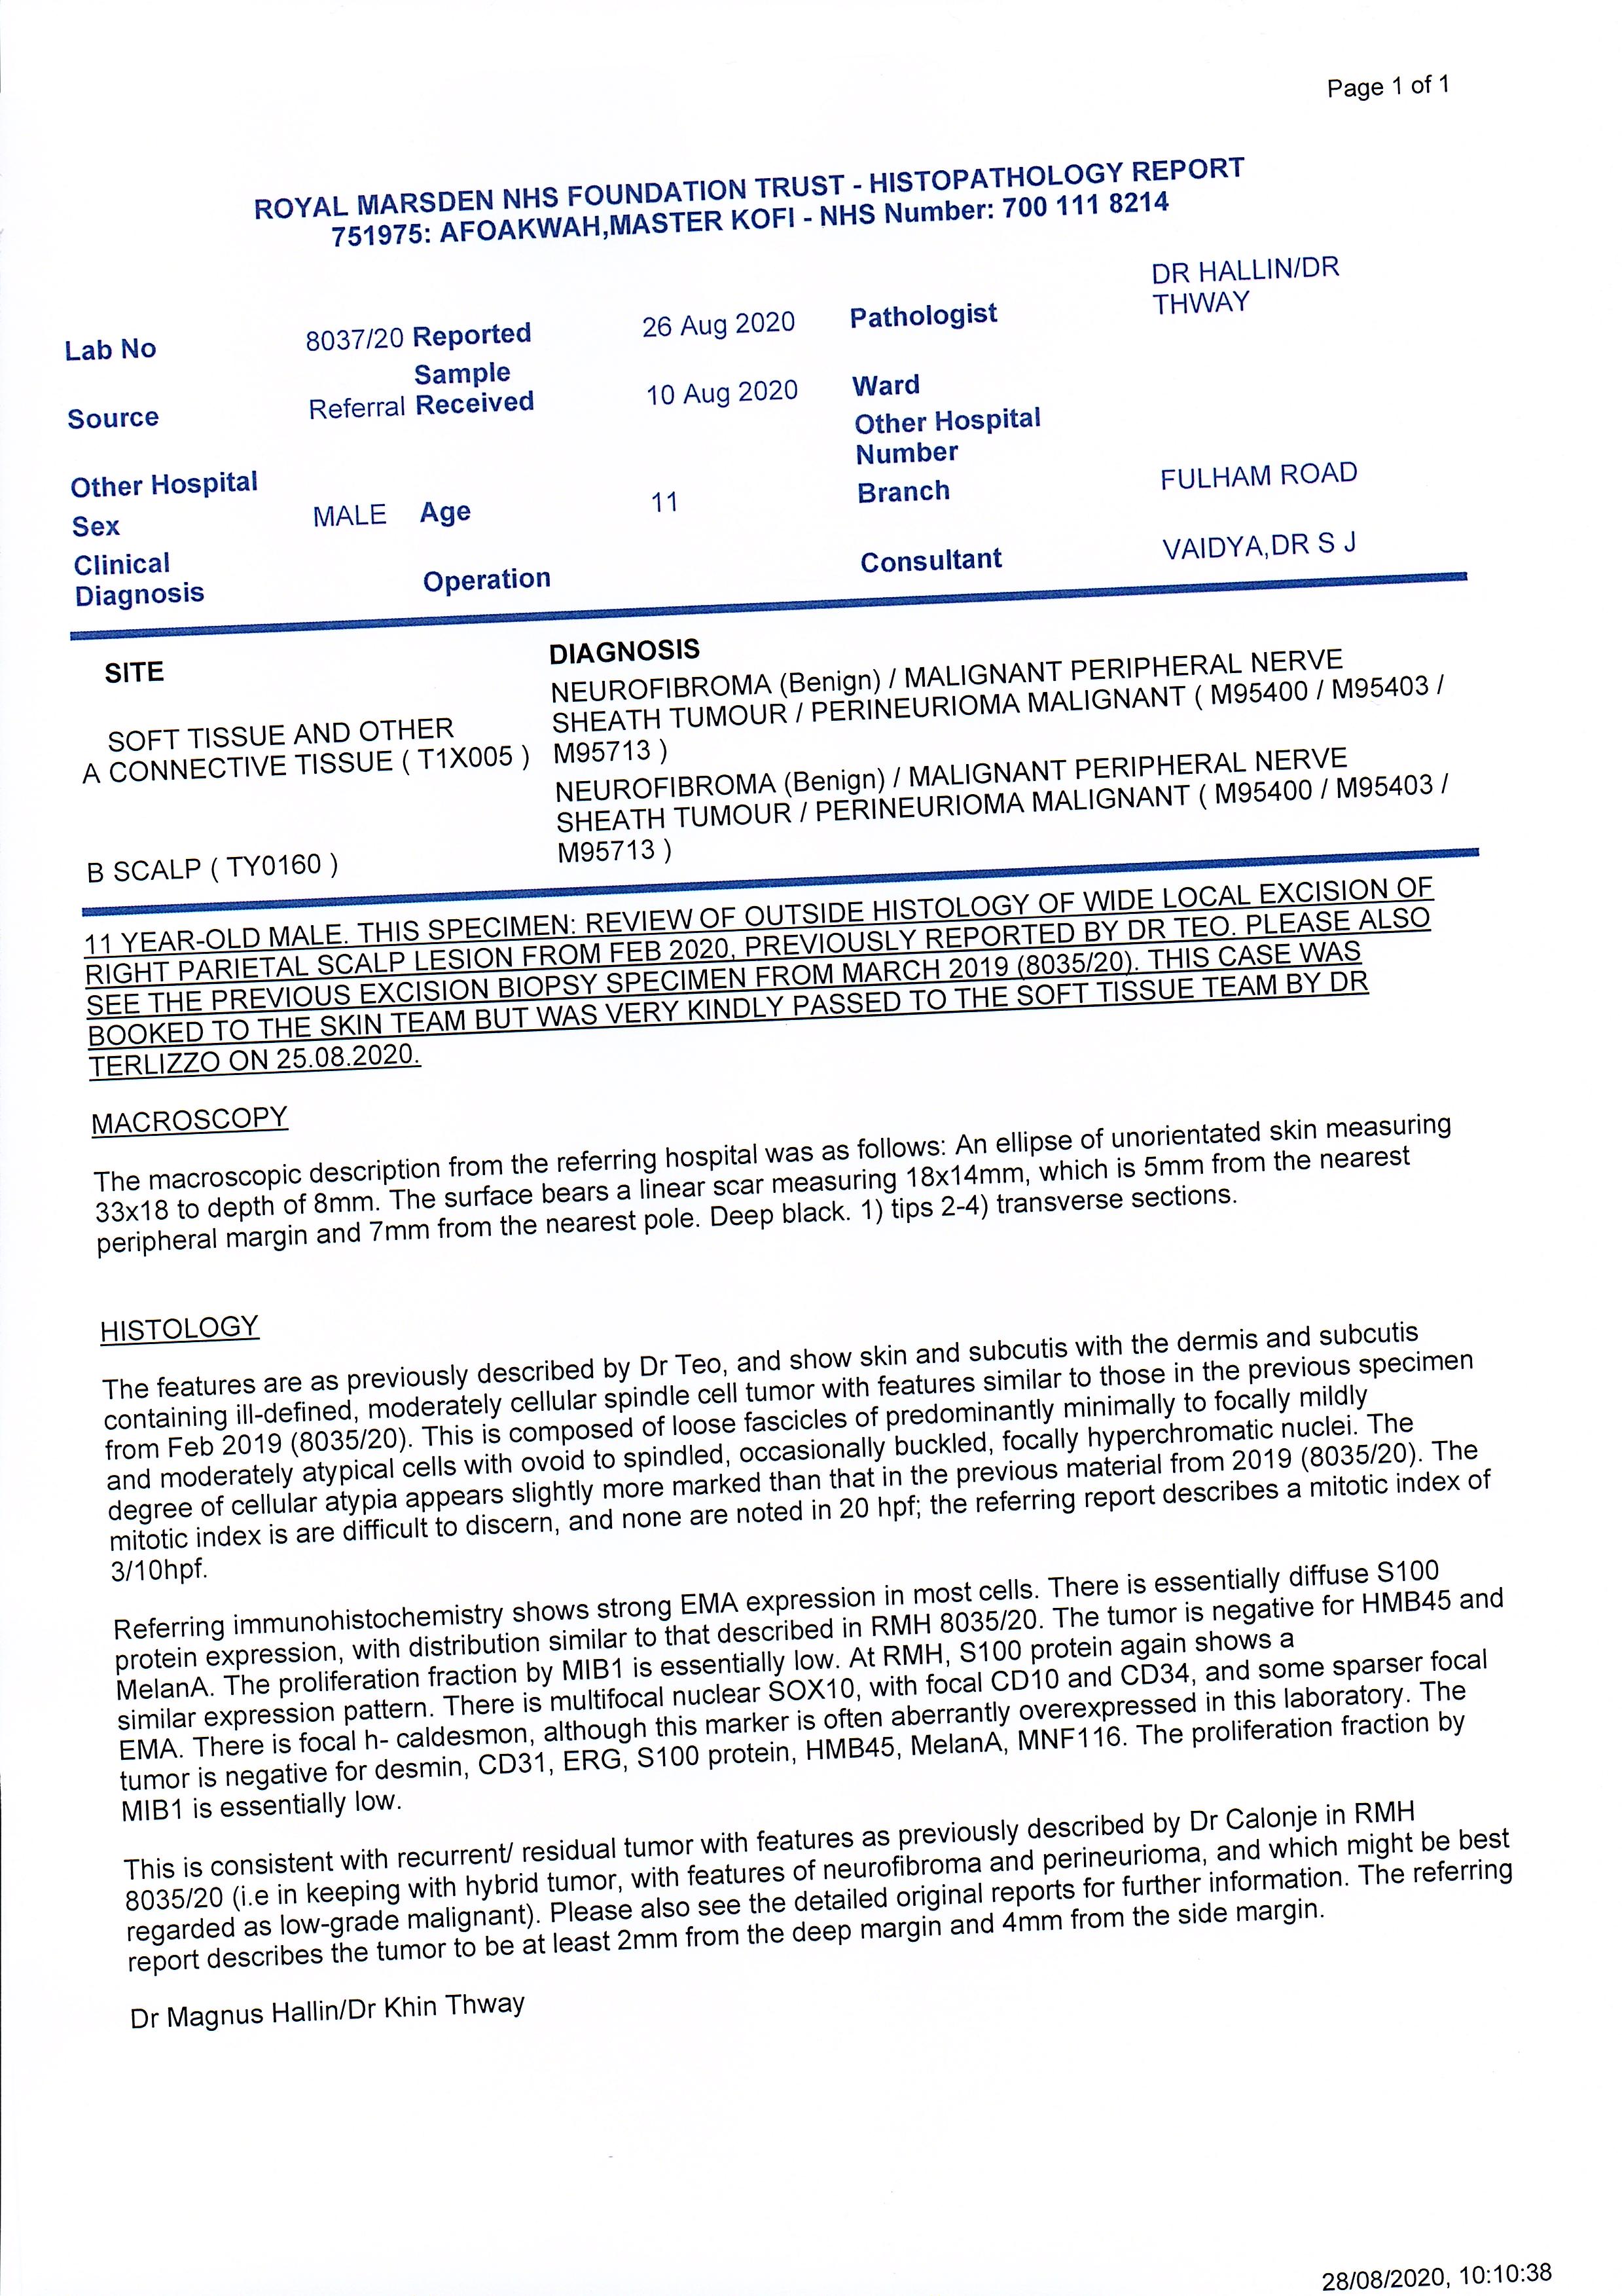 Page 1 of 1
ROYAL MARSDEN NHS FOUNDATION TRUST - HISTOPATHOLOGY REPORT
751975: AFOAKWAH,MASTER KOFI - NHS Number: 700 111 8214
Lab No 8037/20 Reported 26 Aug 2020 Pathologist DR HALLIN/DR THWAY
Source Referral Sample Received 10 Aug 2020 Ward
Other Hospital Other Hospital Number
Sex MALE Age 11 Branch FULHAM ROAD
Clinical Diagnosis Operation Consultant VAIDYA,DR S J
SITE DIAGNOSIS
A SOFT TISSUE AND OTHER CONNECTIVE TISSUE ( T1X005 )
NEUROFIBROMA (Benign) / MALIGNANT PERIPHERAL NERVE
SHEATH TUMOUR / PERINEURIOMA MALIGNANT ( M95400 / M95403 /
M95713 )
B SCALP ( TY0160 )
NEUROFIBROMA (Benign) / MALIGNANT PERIPHERAL NERVE
SHEATH TUMOUR / PERINEURIOMA MALIGNANT ( M95400 / M95403 /
M95713 )
11 YEAR-OLD MALE. THIS SPECIMEN: REVIEW OF OUTSIDE HISTOLOGY OF WIDE LOCAL EXCISION OF
RIGHT PARIETAL SCALP LESION FROM FEB 2020, PREVIOUSLY REPORTED BY DR TEO. PLEASE ALSO
SEE THE PREVIOUS EXCISION BIOPSY SPECIMEN FROM MARCH 2019 (8035/20). THIS CASE WAS
BOOKED TO THE SKIN TEAM BUT WAS VERY KINDLY PASSED TO THE SOFT TISSUE TEAM BY DR
TERLIZZO ON 25.08.2020.
MACROSCOPY
The macroscopic description from the referring hospital was as follows: An ellipse of unorientated skin measuring
33x18 to depth of 8mm. The surface bears a linear scar measuring 18x14mm, which is 5mm from the nearest
peripheral margin and 7mm from the nearest pole. Deep black. 1) tips 2-4) transverse sections.
HISTOLOGY
The features are as previously described by Dr Teo, and show skin and subcutis with the dermis and subcutis
containing ill-defined, moderately cellular spindle cell tumor with features similar to those in the previous specimen
from Feb 2019 (8035/20). This is composed of loose fascicles of predominantly minimally to focally mildly
and moderately atypical cells with ovoid to spindled, occasionally buckled, focally hyperchromatic nuclei. The
degree of cellular atypia appears slightly more marked than that in the previous material from 2019 (8035/20). The
mitotic index is are difficult to discern, and none are noted in 20 hpf; the referring report describes a mitotic index of
3/10hpf.
Referring immunohistochemistry shows strong EMA expression in most cells. There is essentially diffuse S100
protein expression, with distribution similar to that described in RMH 8035/20. The tumor is negative for HMB45 and
MelanA. The proliferation fraction by MIB1 is essentially low. At RMH, S100 protein again shows a
similar expression pattern. There is multifocal nuclear SOX10, with focal CD10 and CD34, and some sparser focal
EMA. There is focal h- caldesmon, although this marker is often aberrantly overexpressed in this laboratory. The
tumor is negative for desmin, CD31, ERG, S100 protein, HMB45, MelanA, MNF116. The proliferation fraction by
MIB1 is essentially low.
This is consistent with recurrent/ residual tumor with features as previously described by Dr Calonje in RMH
8035/20 (i.e in keeping with hybrid tumor, with features of neurofibroma and perineurioma, and which might be best
regarded as low-grade malignant). Please also see the detailed original reports for further information. The referring
report describes the tumor to be at least 2mm from the deep margin and 4mm from the side margin.
Dr Magnus Hallin/Dr Khin Thway
28/08/2020, 10:10:38